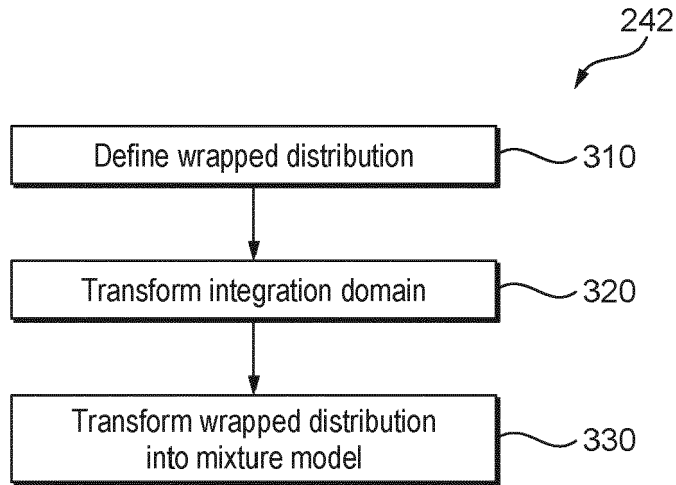 242
Define wrapped distribution
310
Transform integration domain
320
Transform wrapped distribution
into mixture model
330